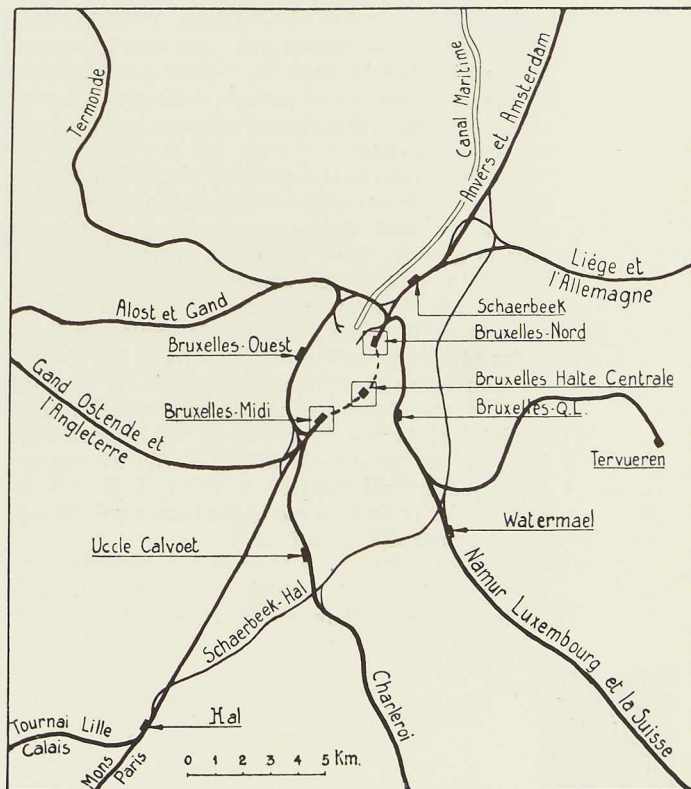 Termonde
Canal Maritime
Anvers et Amsterdam
Liége et
l'Allemagne
Alost et Gand
Schaerbeek
Bruxelles-Ouest
Bruxelles-Nord
Gand Ostende et
l'Angleterre
Bruxelles Halte Centrale
Bruxelles-Midi
Bruxelles-Q.L.
Tervueren
Watermael
Uccle Calvoet
Schaerbeek-Hal
Namur Luxembourg et la Suisse
Charleroi
Tournai Lille
Calais
Hal
Mons
Paris
0 1 2 3 4 5 Km.